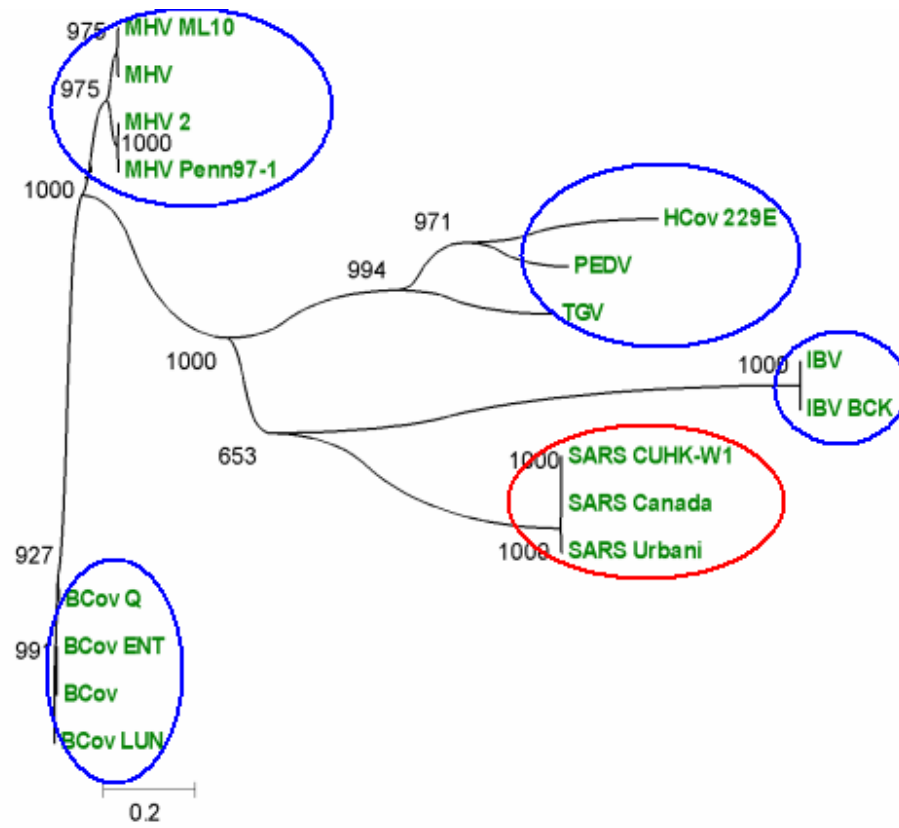 975
MHV ML10
975
MHV
MHV 2
1000
MHV Penn97-1
1000
971
HCov 229E
994
PEDV
TGV
1000
1000
IBV
IBV BCK
653
1000
SARS CUHK-W1
SARS Canada
1000
SARS Urbani
927
BCov Q
991
BCov ENT
BCov
BCov LUN
0.2